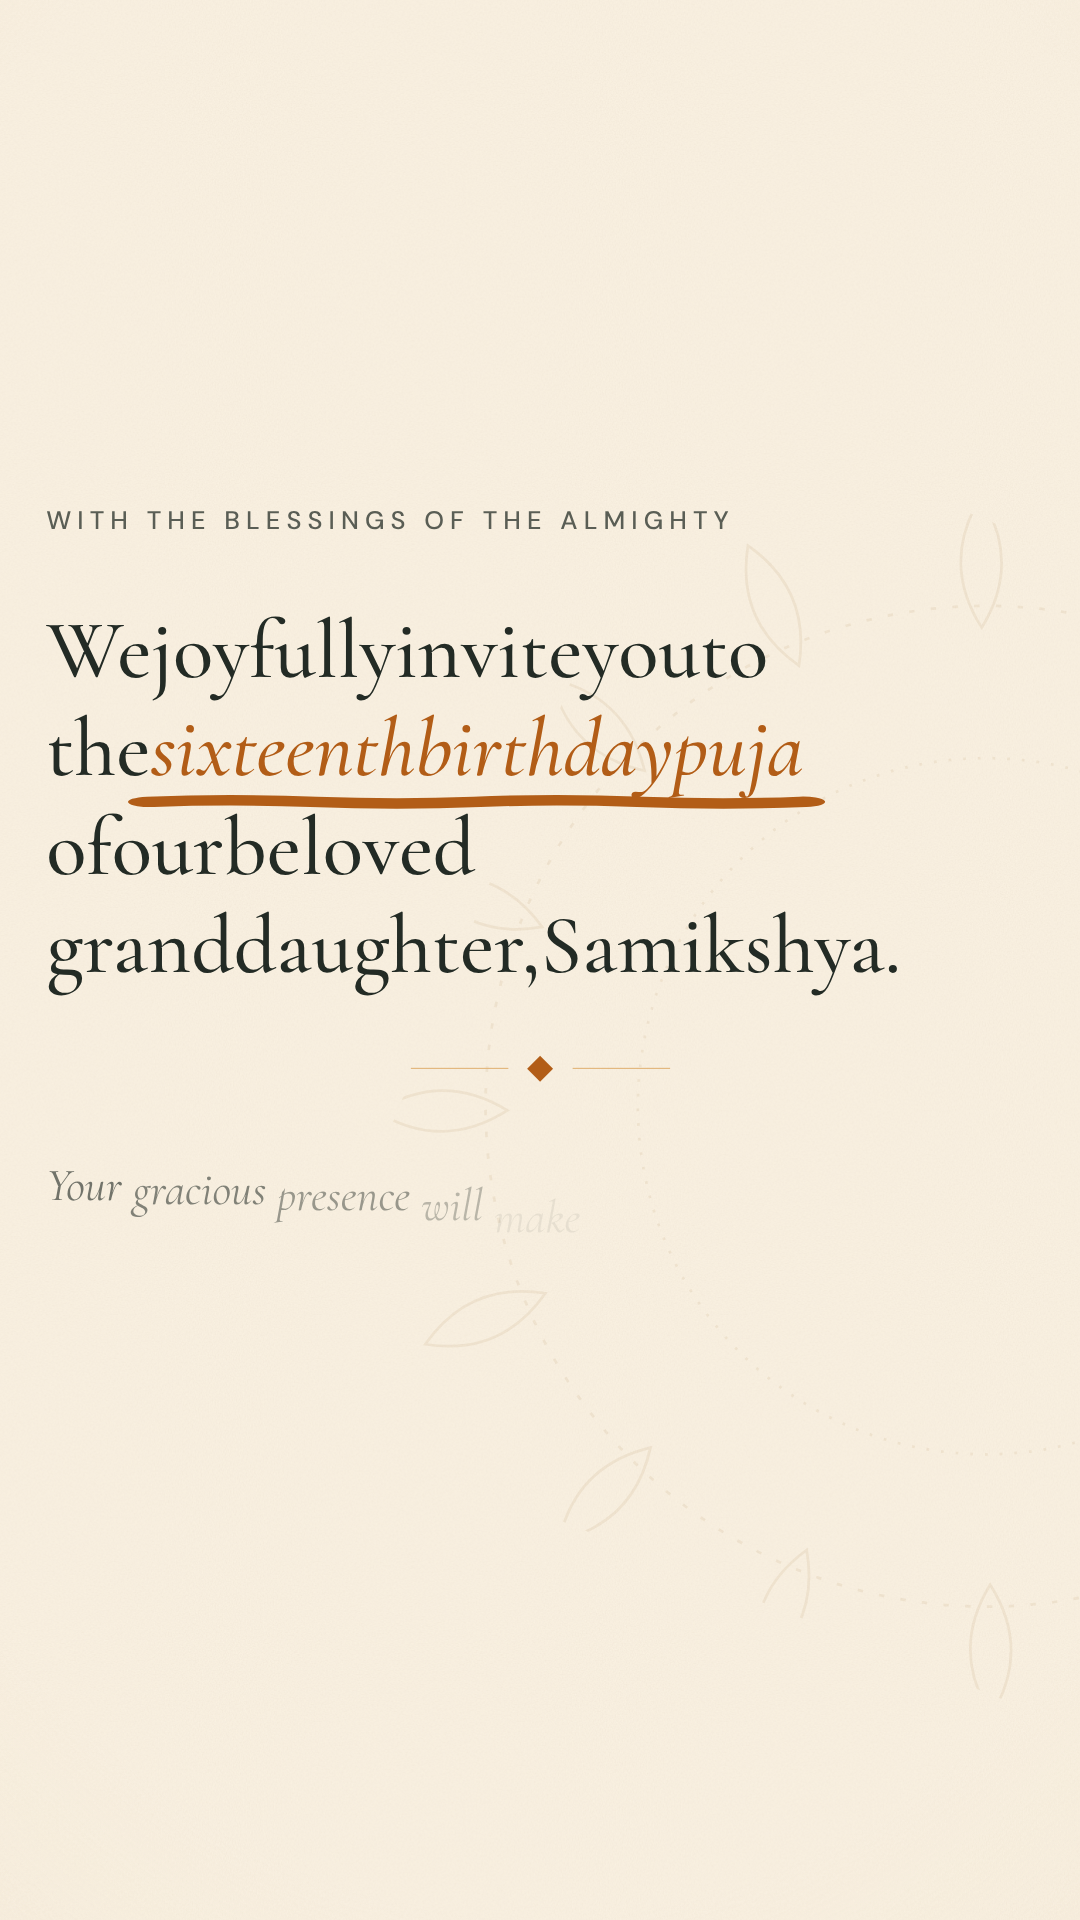 WITH THE BLESSINGS OF THE ALMIGHTY
Wejoyfullyinviteyouto
thesixteenthbirthdaypuja
ofourbeloved
granddaughter,Samikshya.
Your gracious presence will make